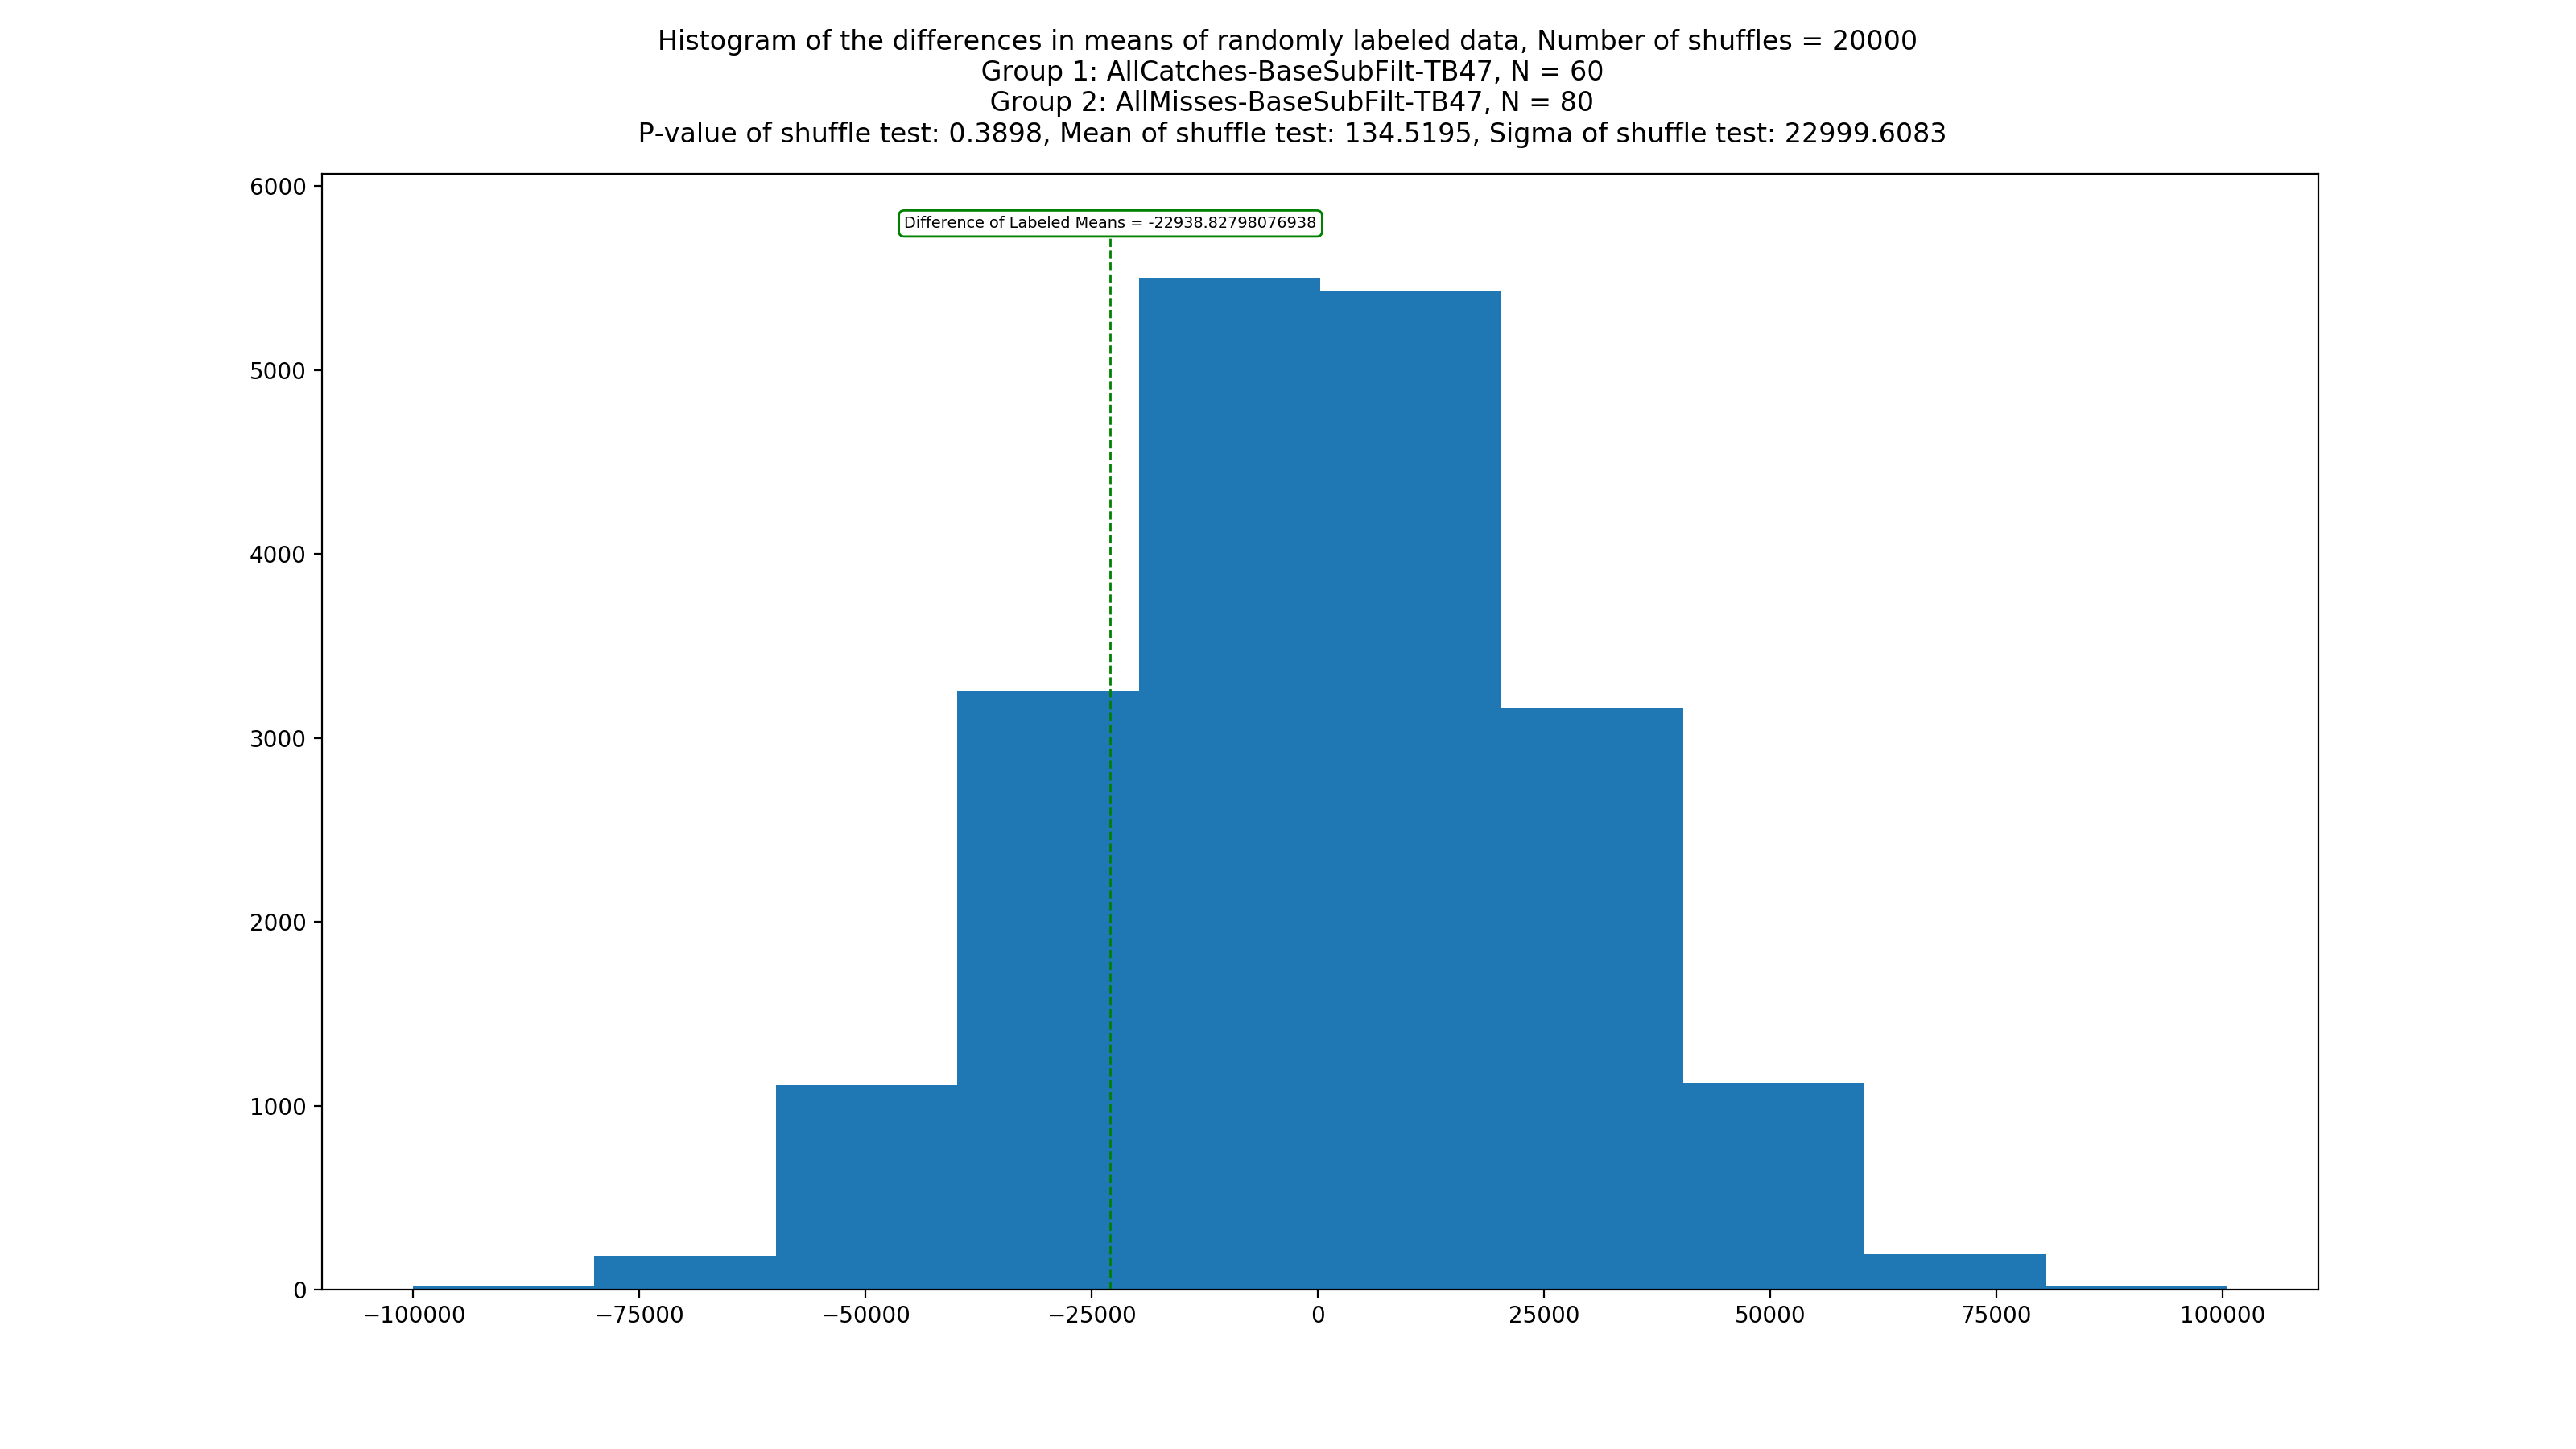 Histogram of the differences in means of randomly labeled data, Number of shuffles = 20000
Group 1: AllCatches-BaseSubFilt-TB47, N = 60
Group 2: AllMisses-BaseSubFilt-TB47, N = 80
P-value of shuffle test: 0.3898, Mean of shuffle test: 134.5195, Sigma of shuffle test: 22999.6083
6000
Difference of Labeled Means = -22938.82798076938
5000
4000
3000
2000
1000
0
−100000 −75000 −50000 −25000 0 25000 50000 75000 100000